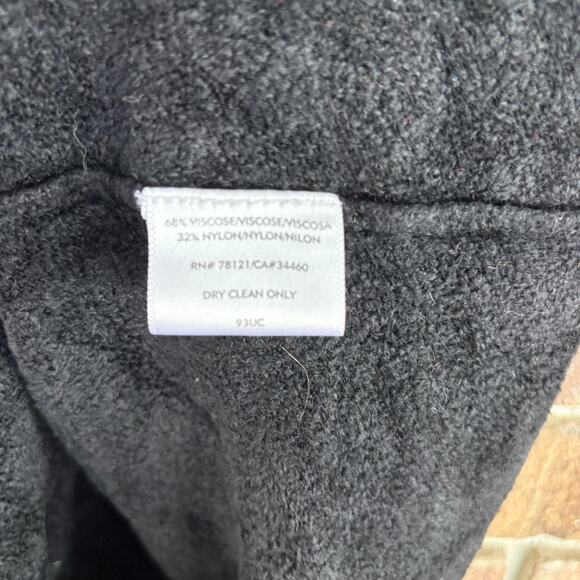 68% VISCOSE/VISCOSE/VISCOSA
32% NYLON/NYLON/NILON
RN# 78121/CA#34460
DRY CLEAN ONLY
93UC